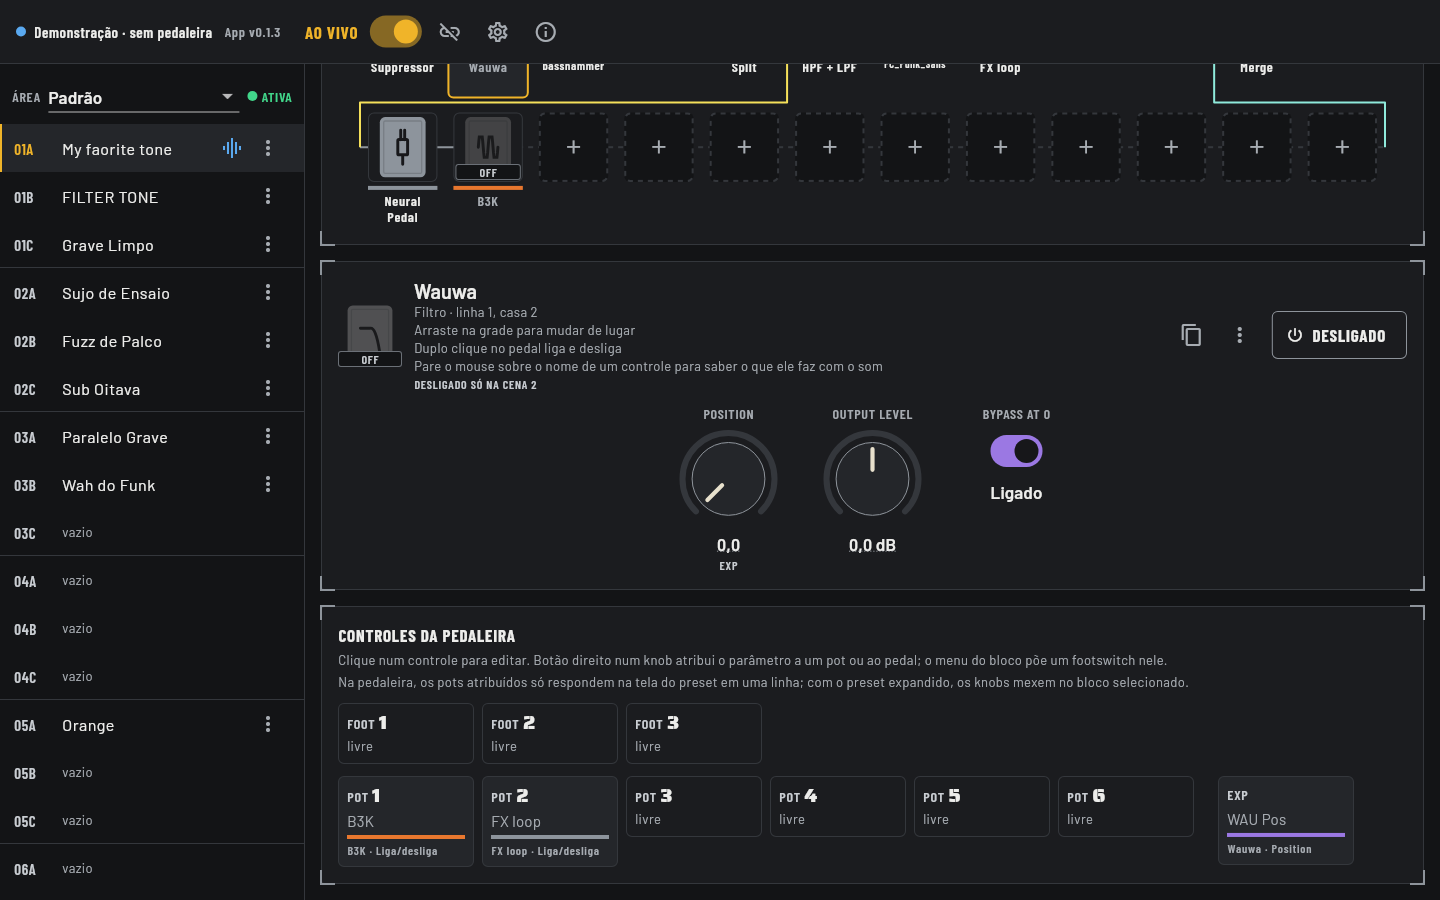 Demonstração · sem pedaleira App v0.1.3 AO VIVO
ÁREA Padrão ATIVA
01A My faorite tone
01B FILTER TONE
01C Grave Limpo
02A Sujo de Ensaio
02B Fuzz de Palco
02C Sub Oitava
03A Paralelo Grave
03B Wah do Funk
03C vazio
04A vazio
04B vazio
04C vazio
05A Orange
05B vazio
05C vazio
06A vazio
Suppressor Wauwa bassnammer Split HPF + LPF FX loop Merge
OFF
Neural
Pedal
B3K
OFF
Wauwa
Filtro · linha 1, casa 2
Arraste na grade para mudar de lugar
Duplo clique no pedal liga e desliga
Pare o mouse sobre o nome de um controle para saber o que ele faz com o som
DESLIGADO SÓ NA CENA 2
DESLIGADO
POSITION OUTPUT LEVEL BYPASS AT 0
Ligado
0,0 0,0 dB
EXP
CONTROLES DA PEDALEIRA
Clique num controle para editar. Botão direito num knob atribui o parâmetro a um pot ou ao pedal; o menu do bloco põe um footswitch nele.
Na pedaleira, os pots atribuídos só respondem na tela do preset em uma linha; com o preset expandido, os knobs mexem no bloco selecionado.
FOOT 1 FOOT 2 FOOT 3
livre livre livre
POT 1 POT 2 POT 3 POT 4 POT 5 POT 6 EXP
B3K FX loop livre livre livre livre WAU Pos
B3K · Liga/desliga FX loop · Liga/desliga Wauwa · Position